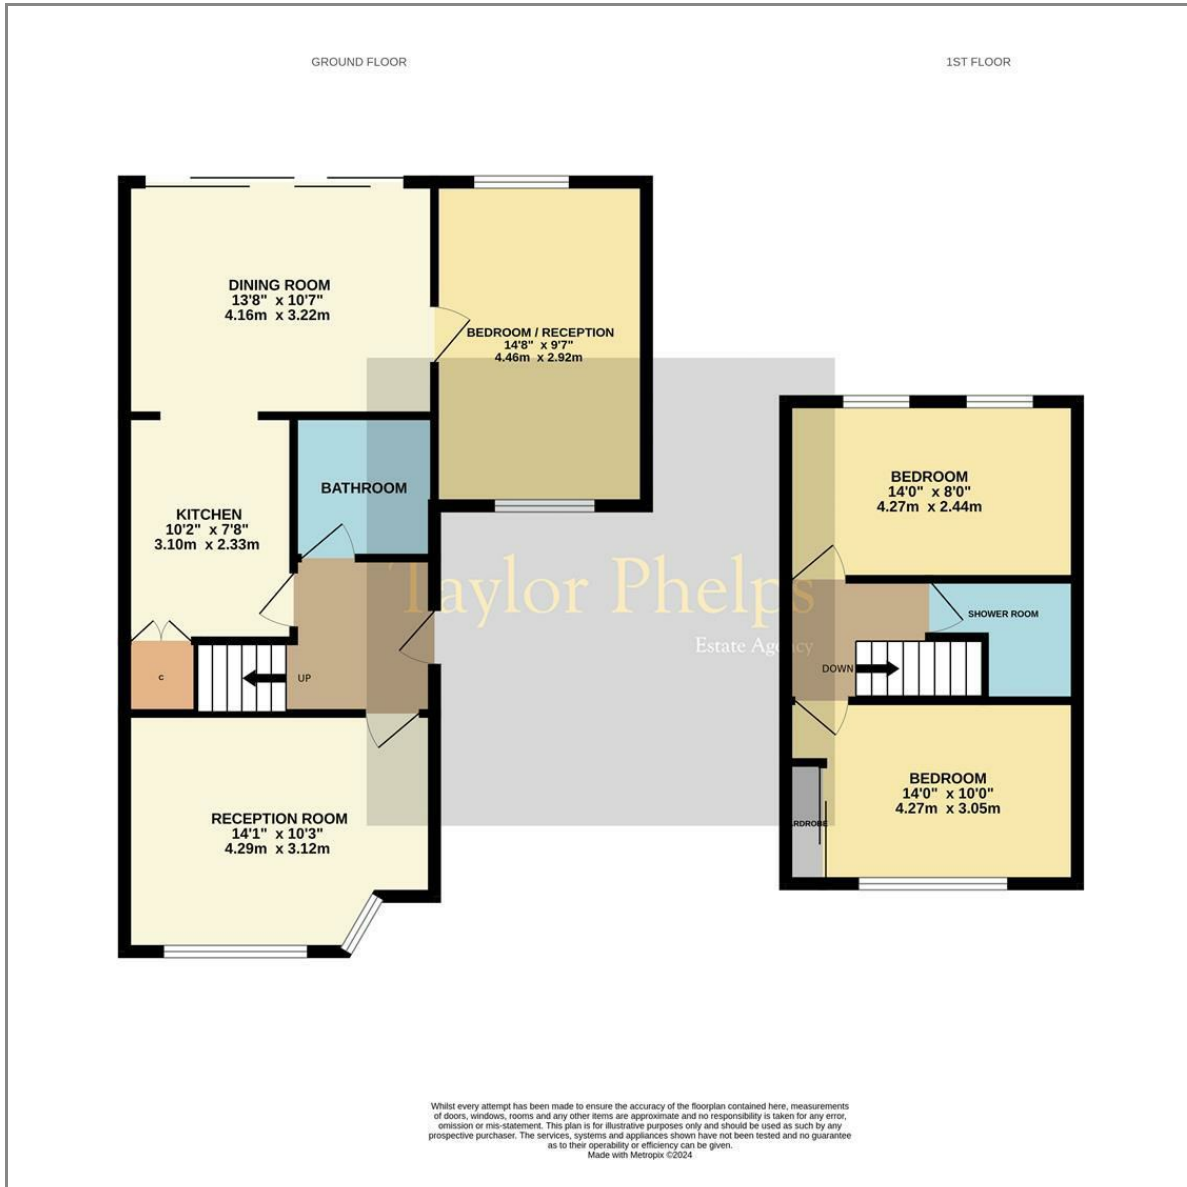 GROUND FLOOR
1ST FLOOR
DINING ROOM
13'8" x 10'7"
4.16m x 3.22m
BEDROOM / RECEPTION
14'8" x 9'7"
4.46m x 2.92m
BATHROOM
KITCHEN
10'2" x 7'8"
3.10m x 2.33m
C
UP
RECEPTION ROOM
14'1" x 10'3"
4.29m x 3.12m
Taylor Phelps
Estate Agency
BEDROOM
14'0" x 8'0"
4.27m x 2.44m
SHOWER ROOM
DOWN
BEDROOM
14'0" x 10'0"
4.27m x 3.05m
ARDROBE
Whilst every attempt has been made to ensure the accuracy of the floorplan contained here, measurements
of doors, windows, rooms and any other items are approximate and no responsibility is taken for any error,
omission or mis-statement. This plan is for illustrative purposes only and should be used as such by any
prospective purchaser. The services, systems and appliances shown have not been tested and no guarantee
as to their operability or efficiency can be given.
Made with Metropix ©2024